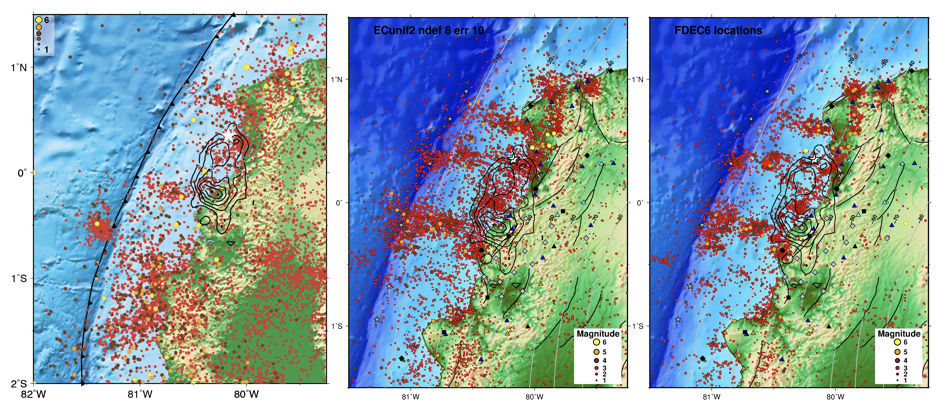 6
1
1°N
0°
1°S
2°S
82°W
81°W
80°W
ECunif2 ndef 8 err 10
1°N
0°
1°S
81°W
80°W
Magnitude
6
5
4
3
2
1
FDEC6 locations
1°N
0°
1°S
81°W
80°W
Magnitude
6
5
4
3
2
1